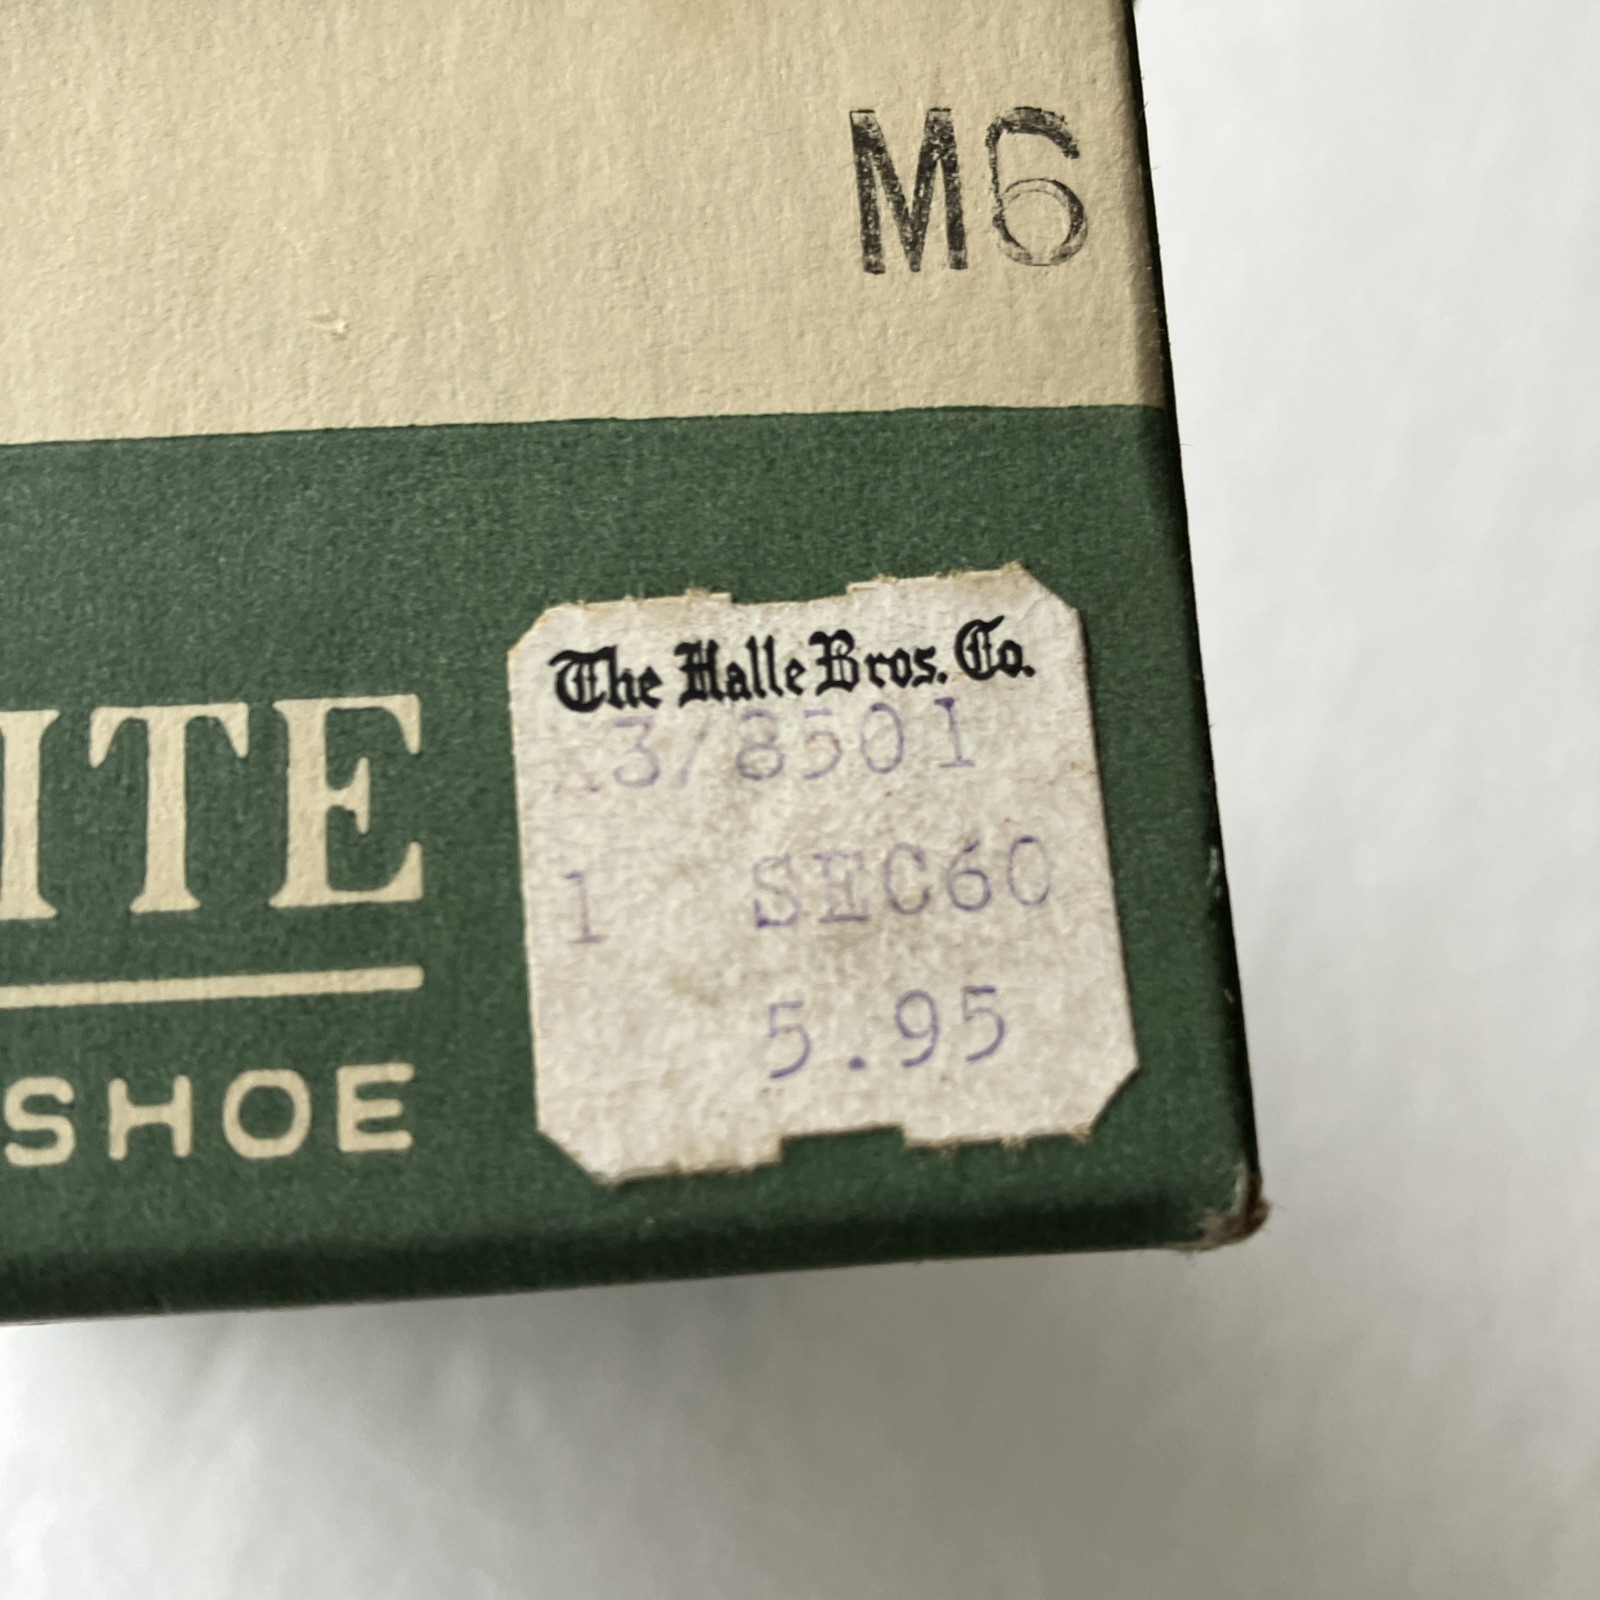 M6
The Halle Bros. Co.
3/8501
1 SEC60
5.95
ITE
SHOE